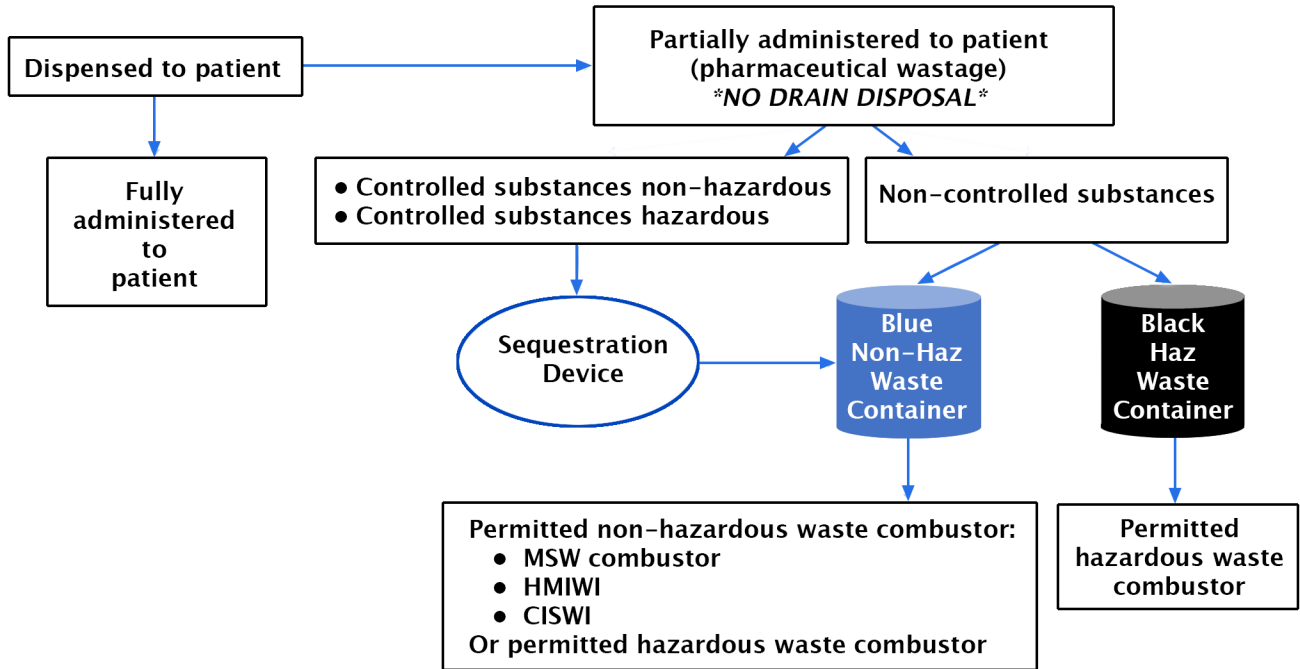 Dispensed to patient
Partially administered to patient
(pharmaceutical wastage)
*NO DRAIN DISPOSAL*
Fully
administered
to
patient
● Controlled substances non-hazardous
● Controlled substances hazardous
Non-controlled substances
Sequestration
Device
Blue
Non-Haz
Waste
Container
Black
Haz
Waste
Container
Permitted non-hazardous waste combustor:
● MSW combustor
● HMIWI
● CISWI
Or permitted hazardous waste combustor
Permitted
hazardous waste
combustor